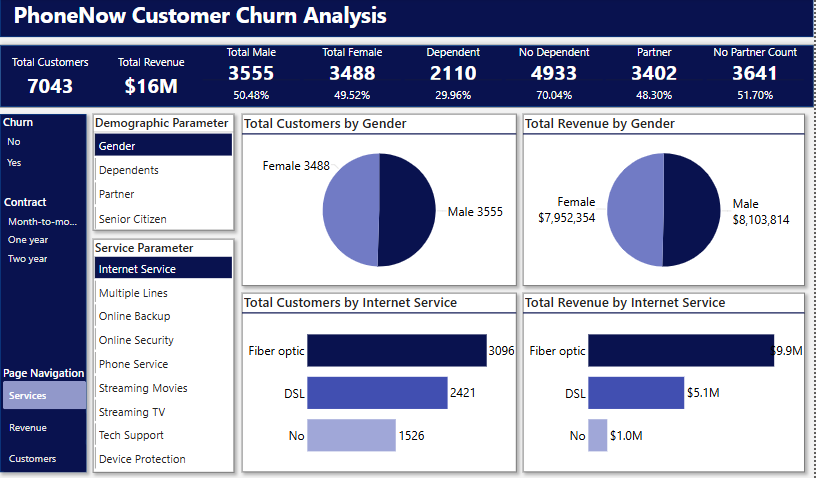 PhoneNow Customer Churn Analysis
Total Customers
7043
Total Revenue
$16M
Total Male
3555
50.48%
Total Female
3488
49.52%
Dependent
2110
29.96%
No Dependent
4933
70.04%
Partner
3402
48.30%
No Partner Count
3641
51.70%
Churn
No
Yes
Contract
Month-to-mo...
One year
Two year
Page Navigation
Services
Revenue
Customers
Demographic Parameter
Gender
Dependents
Partner
Senior Citizen
Service Parameter
Internet Service
Multiple Lines
Online Backup
Online Security
Phone Service
Streaming Movies
Streaming TV
Tech Support
Device Protection
Total Customers by Gender
Female 3488
Male 3555
Total Revenue by Gender
Female
$7,952,354
Male
$8,103,814
Total Customers by Internet Service
Fiber optic 3096
DSL 2421
No 1526
Total Revenue by Internet Service
Fiber optic $9.9M
DSL $5.1M
No $1.0M